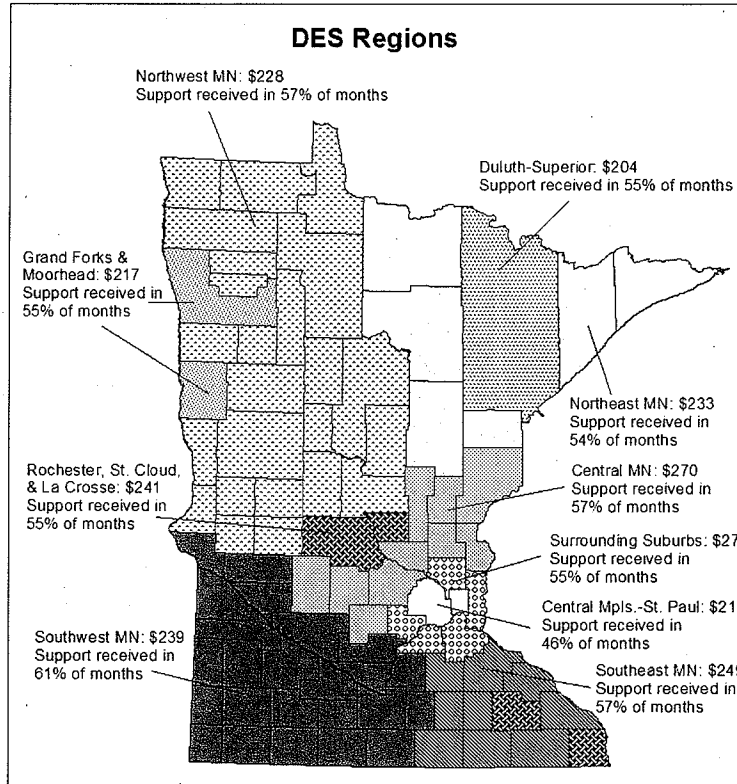 DES Regions
Northwest MN: $228
Support received in 57% of months
Duluth-Superior: $204
Support received in 55% of months
Grand Forks &
Moorhead: $217
Support received in
55% of months
Northeast MN: $233
Support received in
54% of months
Rochester, St. Cloud,
& La Crosse: $241
Support received in
55% of months
Central MN: $270
Support received in
57% of months
Surrounding Suburbs:
Support received in
55% of months
Central Mpls.-St. Paul:
Support received in
46% of months
Southwest MN: $239
Support received in
61% of months
Southeast MN:
Support received in
57% of months